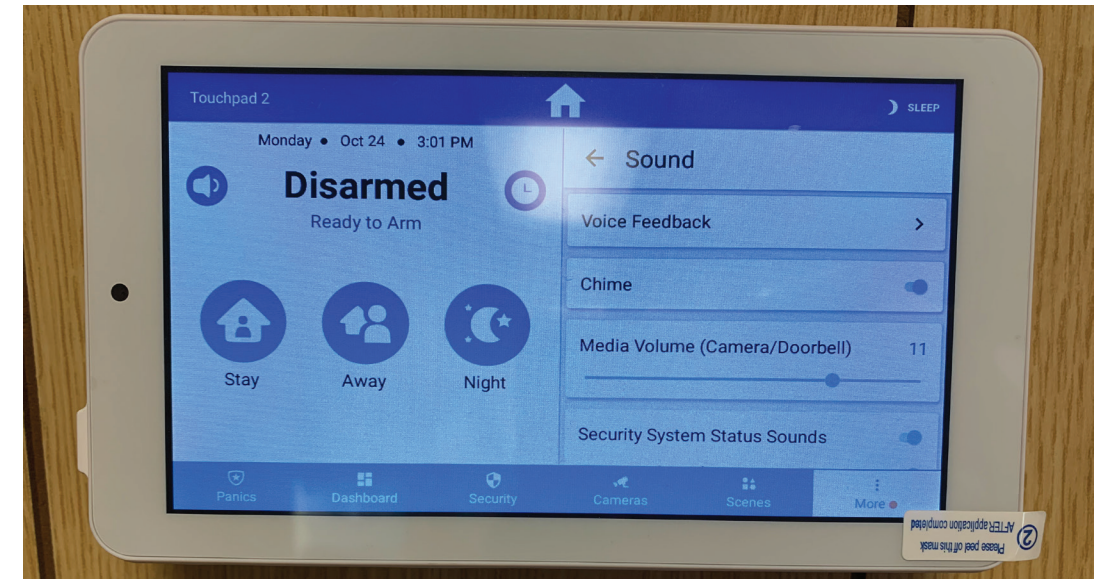 Touchpad 2
SLEEP
Monday • Oct 24 • 3:01 PM
Disarmed
Ready to Arm
Stay
Away
Night
← Sound
Voice Feedback >
Chime
Media Volume (Camera/Doorbell) 11
Security System Status Sounds
Panics
Dashboard
Security
Cameras
Scenes
More
2
Please peel off this mask
AFTER application completed